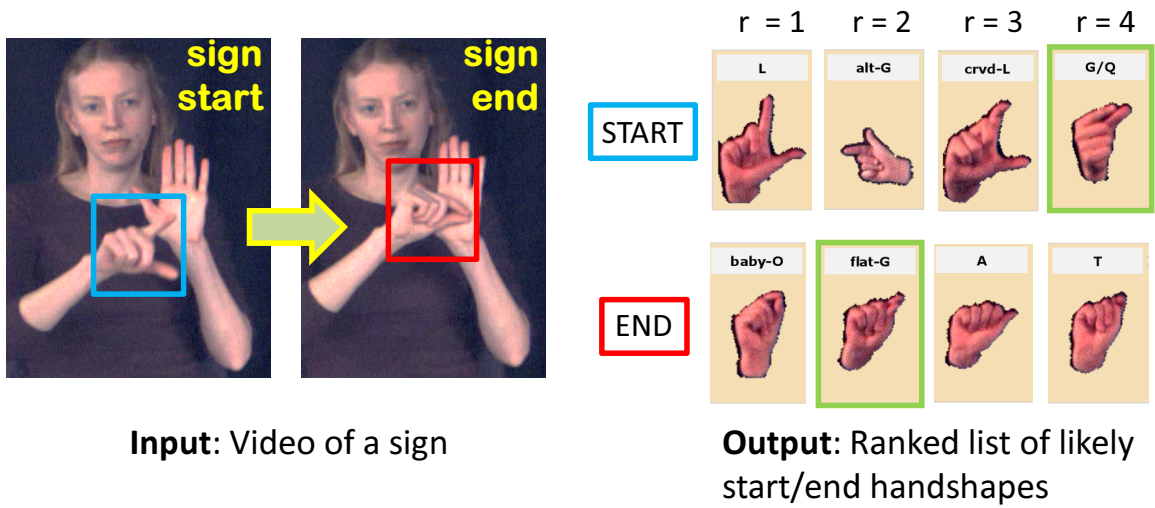 sign
start
sign
end
r = 1 r = 2 r = 3 r = 4
START
L alt-G crvd-L G/Q
END
baby-O flat-G A T
Input: Video of a sign
Output: Ranked list of likely
start/end handshapes